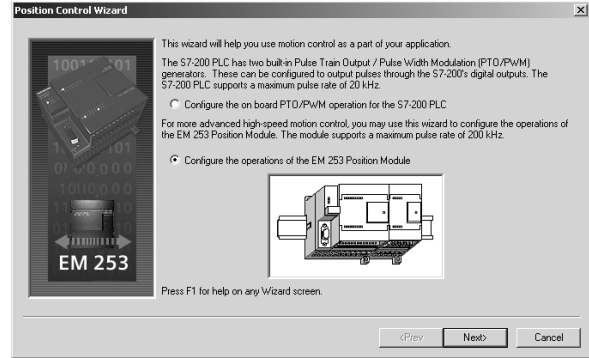 Position Control Wizard
This wizard will help you use motion control as a part of your application.
The S7-200 PLC has two built-in Pulse Train Output / Pulse Width Modulation (PTO/PWM)
generators. These can be configured to output pulses through the S7-200's digital outputs. The
S7-200 PLC supports a maximum pulse rate of 20 kHz.
Configure the on board PTO/PWM operation for the S7-200 PLC
For more advanced high-speed motion control, you may use this wizard to configure the operations of
the EM 253 Position Module. The module supports a maximum pulse rate of 200 kHz.
Configure the operations of the EM 253 Position Module
EM 253
Press F1 for help on any Wizard screen.
<Prev
Next>
Cancel